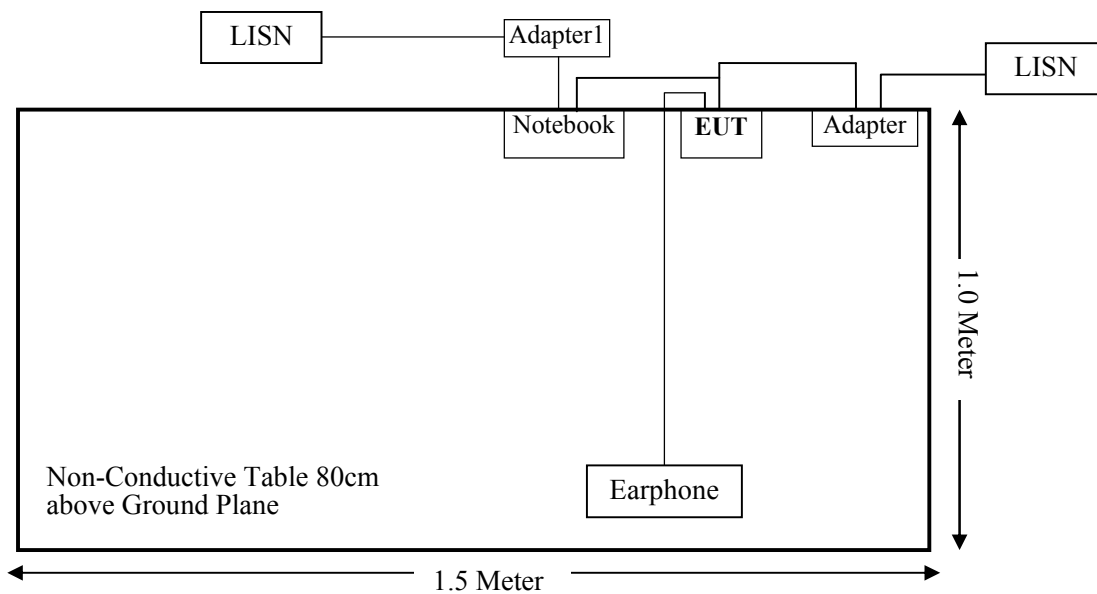 LISN
Adapter1
LISN
Notebook
EUT
Adapter
1.0 Meter
Non-Conductive Table 80cm
above Ground Plane
Earphone
1.5 Meter